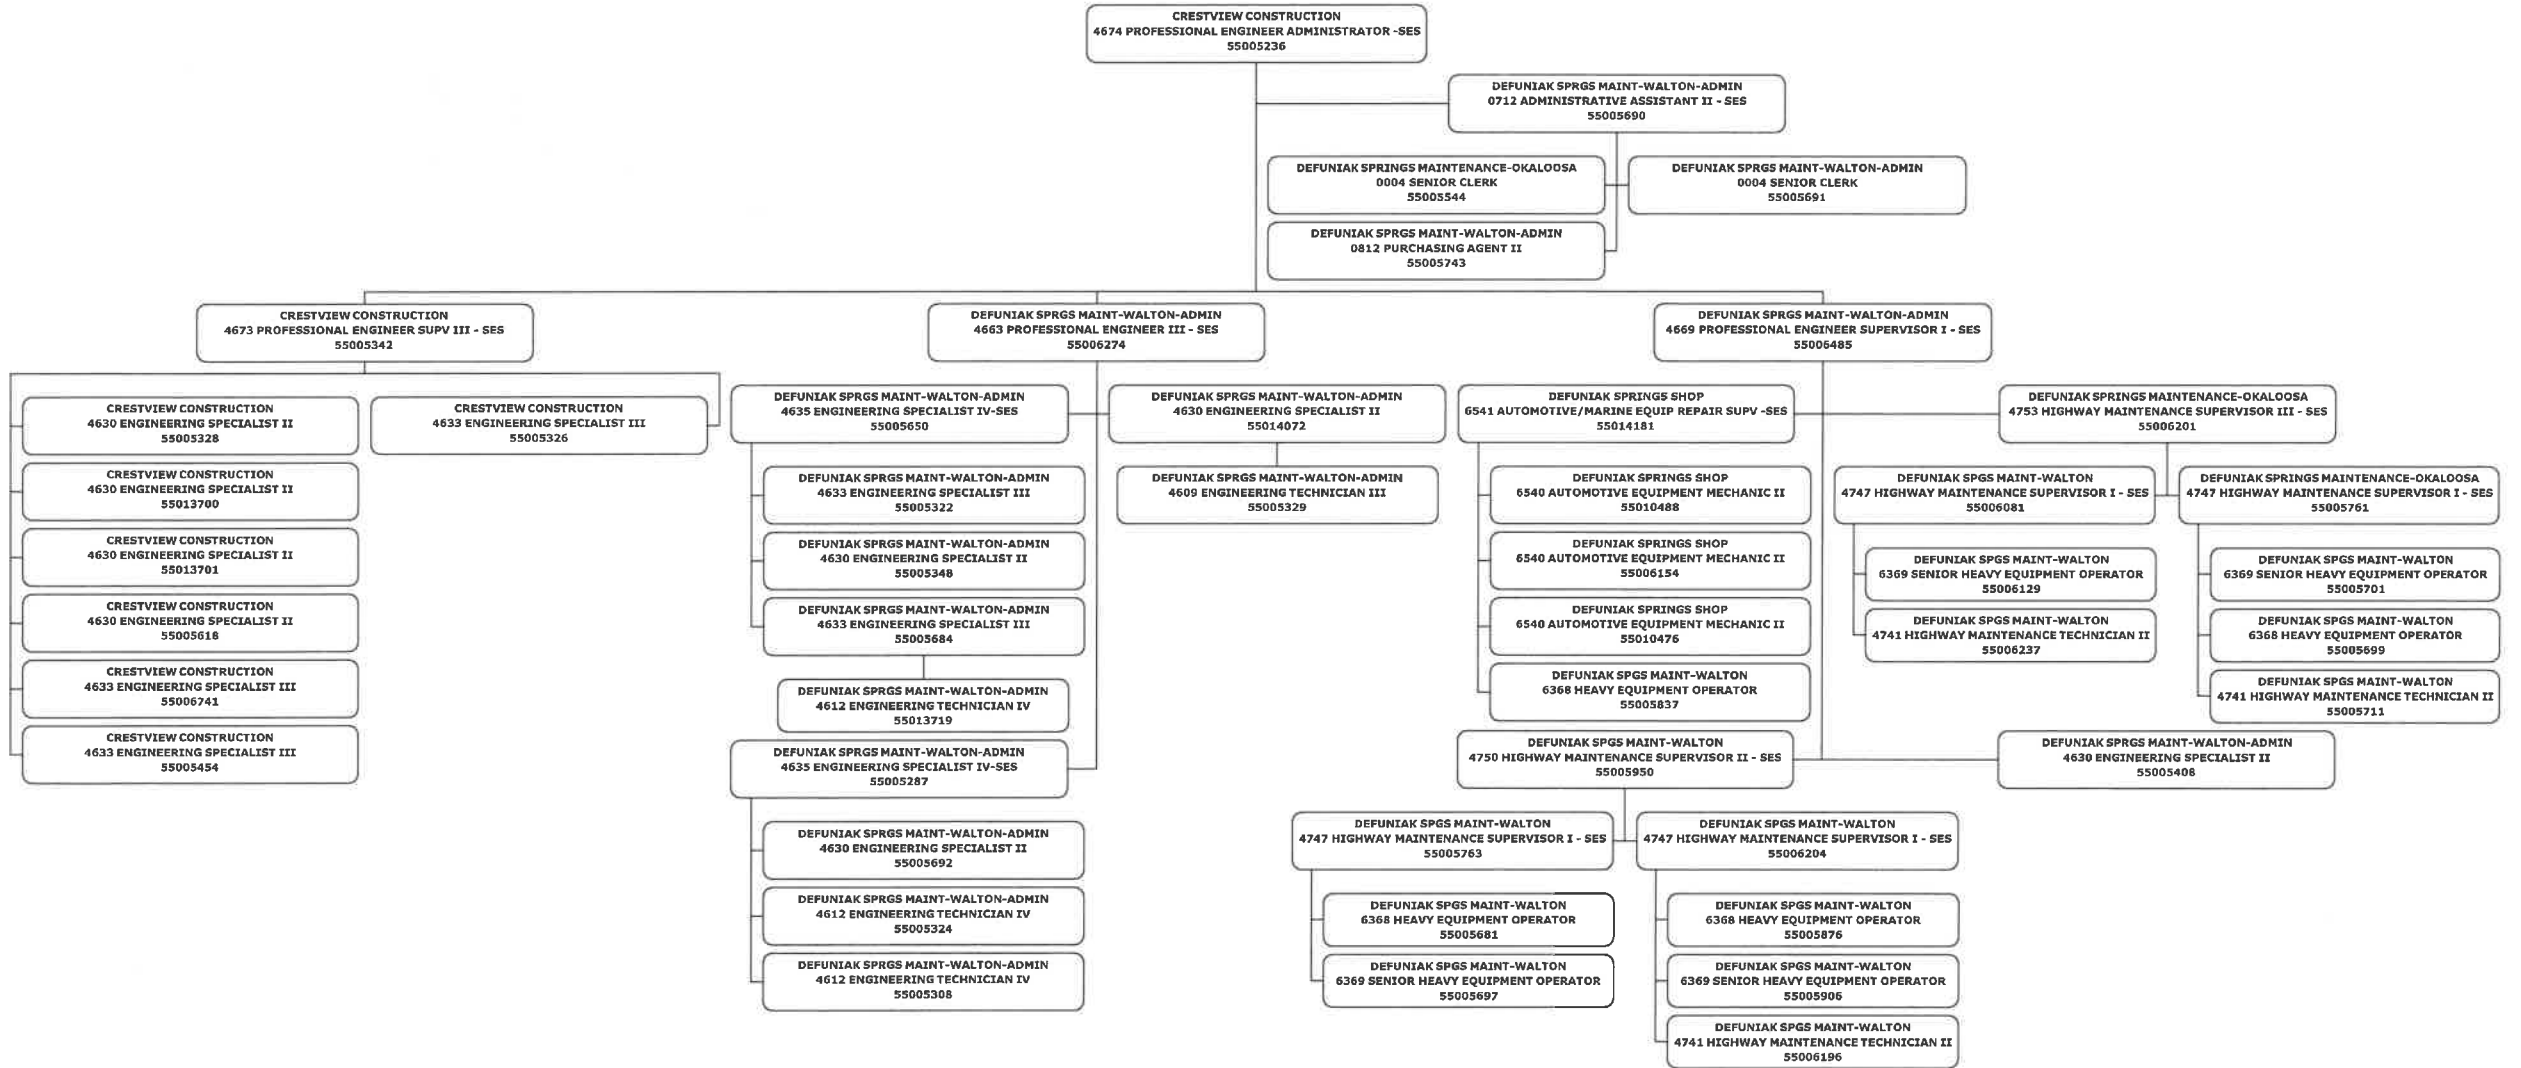 CRESTVIEW CONSTRUCTION
4674 PROFESSIONAL ENGINEER ADMINISTRATOR -SES
55005236
DEFUNIAK SPRGS MAINT-WALTON-ADMIN
0712 ADMINISTRATIVE ASSISTANT II - SES
55005690
DEFUNIAK SPRINGS MAINTENANCE-OKALOOSA
0004 SENIOR CLERK
55005544
DEFUNIAK SPRGS MAINT-WALTON-ADMIN
0004 SENIOR CLERK
55005691
DEFUNIAK SPRGS MAINT-WALTON-ADMIN
0812 PURCHASING AGENT II
55005743
CRESTVIEW CONSTRUCTION
4673 PROFESSIONAL ENGINEER SUPV III - SES
55005342
DEFUNIAK SPRGS MAINT-WALTON-ADMIN
4663 PROFESSIONAL ENGINEER III - SES
55006274
DEFUNIAK SPRGS MAINT-WALTON-ADMIN
4669 PROFESSIONAL ENGINEER SUPERVISOR I - SES
55006485
CRESTVIEW CONSTRUCTION
4630 ENGINEERING SPECIALIST II
55005328
CRESTVIEW CONSTRUCTION
4633 ENGINEERING SPECIALIST III
55005326
CRESTVIEW CONSTRUCTION
4630 ENGINEERING SPECIALIST II
55013700
CRESTVIEW CONSTRUCTION
4630 ENGINEERING SPECIALIST II
55013701
CRESTVIEW CONSTRUCTION
4630 ENGINEERING SPECIALIST II
55005618
CRESTVIEW CONSTRUCTION
4633 ENGINEERING SPECIALIST III
55006741
CRESTVIEW CONSTRUCTION
4633 ENGINEERING SPECIALIST III
55005454
DEFUNIAK SPRGS MAINT-WALTON-ADMIN
4635 ENGINEERING SPECIALIST IV-SES
55005650
DEFUNIAK SPRGS MAINT-WALTON-ADMIN
4630 ENGINEERING SPECIALIST II
55014072
DEFUNIAK SPRGS MAINT-WALTON-ADMIN
4633 ENGINEERING SPECIALIST III
55005322
DEFUNIAK SPRGS MAINT-WALTON-ADMIN
4609 ENGINEERING TECHNICIAN III
55005329
DEFUNIAK SPRGS MAINT-WALTON-ADMIN
4630 ENGINEERING SPECIALIST II
55005348
DEFUNIAK SPRGS MAINT-WALTON-ADMIN
4633 ENGINEERING SPECIALIST III
55005684
DEFUNIAK SPRGS MAINT-WALTON-ADMIN
4612 ENGINEERING TECHNICIAN IV
55013719
DEFUNIAK SPRGS MAINT-WALTON-ADMIN
4635 ENGINEERING SPECIALIST IV-SES
55005287
DEFUNIAK SPRGS MAINT-WALTON-ADMIN
4630 ENGINEERING SPECIALIST II
55005692
DEFUNIAK SPRGS MAINT-WALTON-ADMIN
4612 ENGINEERING TECHNICIAN IV
55005324
DEFUNIAK SPRGS MAINT-WALTON-ADMIN
4612 ENGINEERING TECHNICIAN IV
55005308
DEFUNIAK SPRINGS SHOP
6541 AUTOMOTIVE/MARINE EQUIP REPAIR SUPV -SES
55014181
DEFUNIAK SPRINGS MAINTENANCE-OKALOOSA
4753 HIGHWAY MAINTENANCE SUPERVISOR III - SES
55006201
DEFUNIAK SPRINGS SHOP
6540 AUTOMOTIVE EQUIPMENT MECHANIC II
55010488
DEFUNIAK SPRINGS SHOP
6540 AUTOMOTIVE EQUIPMENT MECHANIC II
55006154
DEFUNIAK SPRINGS SHOP
6540 AUTOMOTIVE EQUIPMENT MECHANIC II
55010476
DEFUNIAK SPGS MAINT-WALTON
6368 HEAVY EQUIPMENT OPERATOR
55005837
DEFUNIAK SPGS MAINT-WALTON
4747 HIGHWAY MAINTENANCE SUPERVISOR I - SES
55006081
DEFUNIAK SPRINGS MAINTENANCE-OKALOOSA
4747 HIGHWAY MAINTENANCE SUPERVISOR I - SES
55005761
DEFUNIAK SPGS MAINT-WALTON
6369 SENIOR HEAVY EQUIPMENT OPERATOR
55006129
DEFUNIAK SPGS MAINT-WALTON
4741 HIGHWAY MAINTENANCE TECHNICIAN II
55006237
DEFUNIAK SPGS MAINT-WALTON
6369 SENIOR HEAVY EQUIPMENT OPERATOR
55005701
DEFUNIAK SPGS MAINT-WALTON
6368 HEAVY EQUIPMENT OPERATOR
55005699
DEFUNIAK SPGS MAINT-WALTON
4741 HIGHWAY MAINTENANCE TECHNICIAN II
55005711
DEFUNIAK SPGS MAINT-WALTON
4750 HIGHWAY MAINTENANCE SUPERVISOR II - SES
55005950
DEFUNIAK SPRGS MAINT-WALTON-ADMIN
4630 ENGINEERING SPECIALIST II
55005408
DEFUNIAK SPGS MAINT-WALTON
4747 HIGHWAY MAINTENANCE SUPERVISOR I - SES
55005763
DEFUNIAK SPGS MAINT-WALTON
4747 HIGHWAY MAINTENANCE SUPERVISOR I - SES
55006204
DEFUNIAK SPGS MAINT-WALTON
6368 HEAVY EQUIPMENT OPERATOR
55005681
DEFUNIAK SPGS MAINT-WALTON
6369 SENIOR HEAVY EQUIPMENT OPERATOR
55005697
DEFUNIAK SPGS MAINT-WALTON
6368 HEAVY EQUIPMENT OPERATOR
55005876
DEFUNIAK SPGS MAINT-WALTON
6369 SENIOR HEAVY EQUIPMENT OPERATOR
55005906
DEFUNIAK SPGS MAINT-WALTON
4741 HIGHWAY MAINTENANCE TECHNICIAN II
55006196